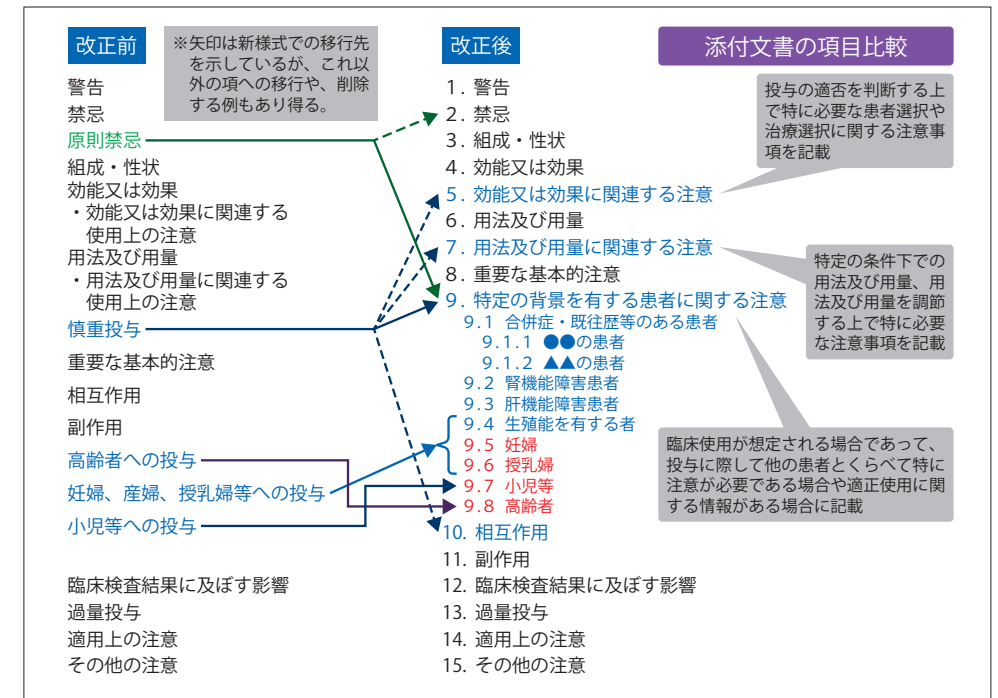 改正前
※矢印は新様式での移行先
を示しているが、これ以
外の項への移行や、削除
する例もあり得る。
警告
禁忌
原則禁忌
組成・性状
効能又は効果
・効能又は効果に関連する
使用上の注意
用法及び用量
・用法及び用量に関連する
使用上の注意
慎重投与
重要な基本的注意
相互作用
副作用
高齢者への投与
妊婦、産婦、授乳婦等への投与
小児等への投与
臨床検査結果に及ぼす影響
過量投与
適用上の注意
その他の注意
改正後
1. 警告
2. 禁忌
3. 組成・性状
4. 効能又は効果
5. 効能又は効果に関連する注意
6. 用法及び用量
7. 用法及び用量に関連する注意
8. 重要な基本的注意
9. 特定の背景を有する患者に関する注意
9.1 合併症・既往歴等のある患者
9.1.1 ●●の患者
9.1.2 ▲▲の患者
9.2 腎機能障害患者
9.3 肝機能障害患者
9.4 生殖能を有する者
9.5 妊婦
9.6 授乳婦
9.7 小児等
9.8 高齢者
10. 相互作用
11. 副作用
12. 臨床検査結果に及ぼす影響
13. 過量投与
14. 適用上の注意
15. その他の注意
添付文書の項目比較
投与の適否を判断する上
で特に必要な患者選択や
治療選択に関する注意事
項を記載
特定の条件下での
用法及び用量、用
法及び用量を調節
する上で特に必要
な注意事項を記載
臨床使用が想定される場合であって、
投与に際して他の患者とくらべて特に
注意が必要である場合や適正使用に関
する情報がある場合に記載